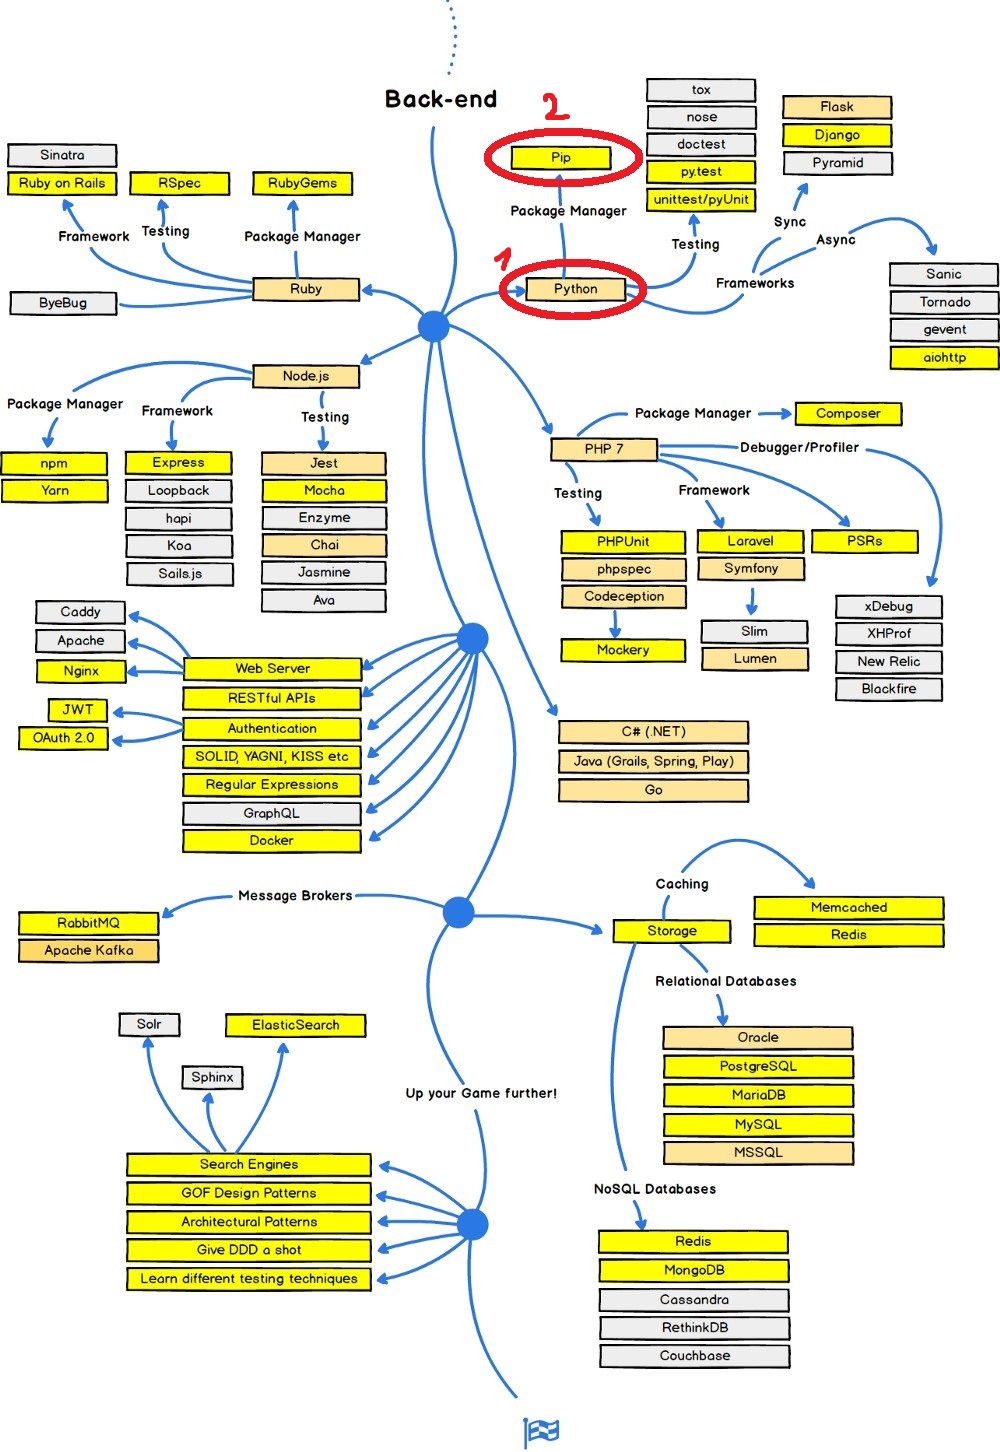 Back-end
2
Pip
Package Manager
1
Python
tox
nose
doctest
py.test
unittest/pyUnit
Testing
Flask
Django
Pyramid
Sync
Async
Frameworks
Sanic
Tornado
gevent
aiohttp
Sinatra
Ruby on Rails
RSpec
RubyGems
Framework
Testing
Package Manager
Ruby
ByeBug
Node.js
Package Manager
Framework
Testing
npm
Yarn
Express
Loopback
hapi
Koa
Sails.js
Jest
Mocha
Enzyme
Chai
Jasmine
Ava
Package Manager
Composer
PHP 7
Debugger/Profiler
Testing
Framework
PHPUnit
phpspec
Codeception
Mockery
Laravel
Symfony
Slim
Lumen
PSRs
xDebug
XHProf
New Relic
Blackfire
Caddy
Apache
Nginx
JWT
OAuth 2.0
Web Server
RESTful APIs
Authentication
SOLID, YAGNI, KISS etc
Regular Expressions
GraphQL
Docker
C# (.NET)
Java (Grails, Spring, Play)
Go
Message Brokers
RabbitMQ
Apache Kafka
Caching
Storage
Memcached
Redis
Relational Databases
Oracle
PostgreSQL
MariaDB
MySQL
MSSQL
NoSQL Databases
Redis
MongoDB
Cassandra
RethinkDB
Couchbase
Solr
ElasticSearch
Sphinx
Up your Game further!
Search Engines
GOF Design Patterns
Architectural Patterns
Give DDD a shot
Learn different testing techniques